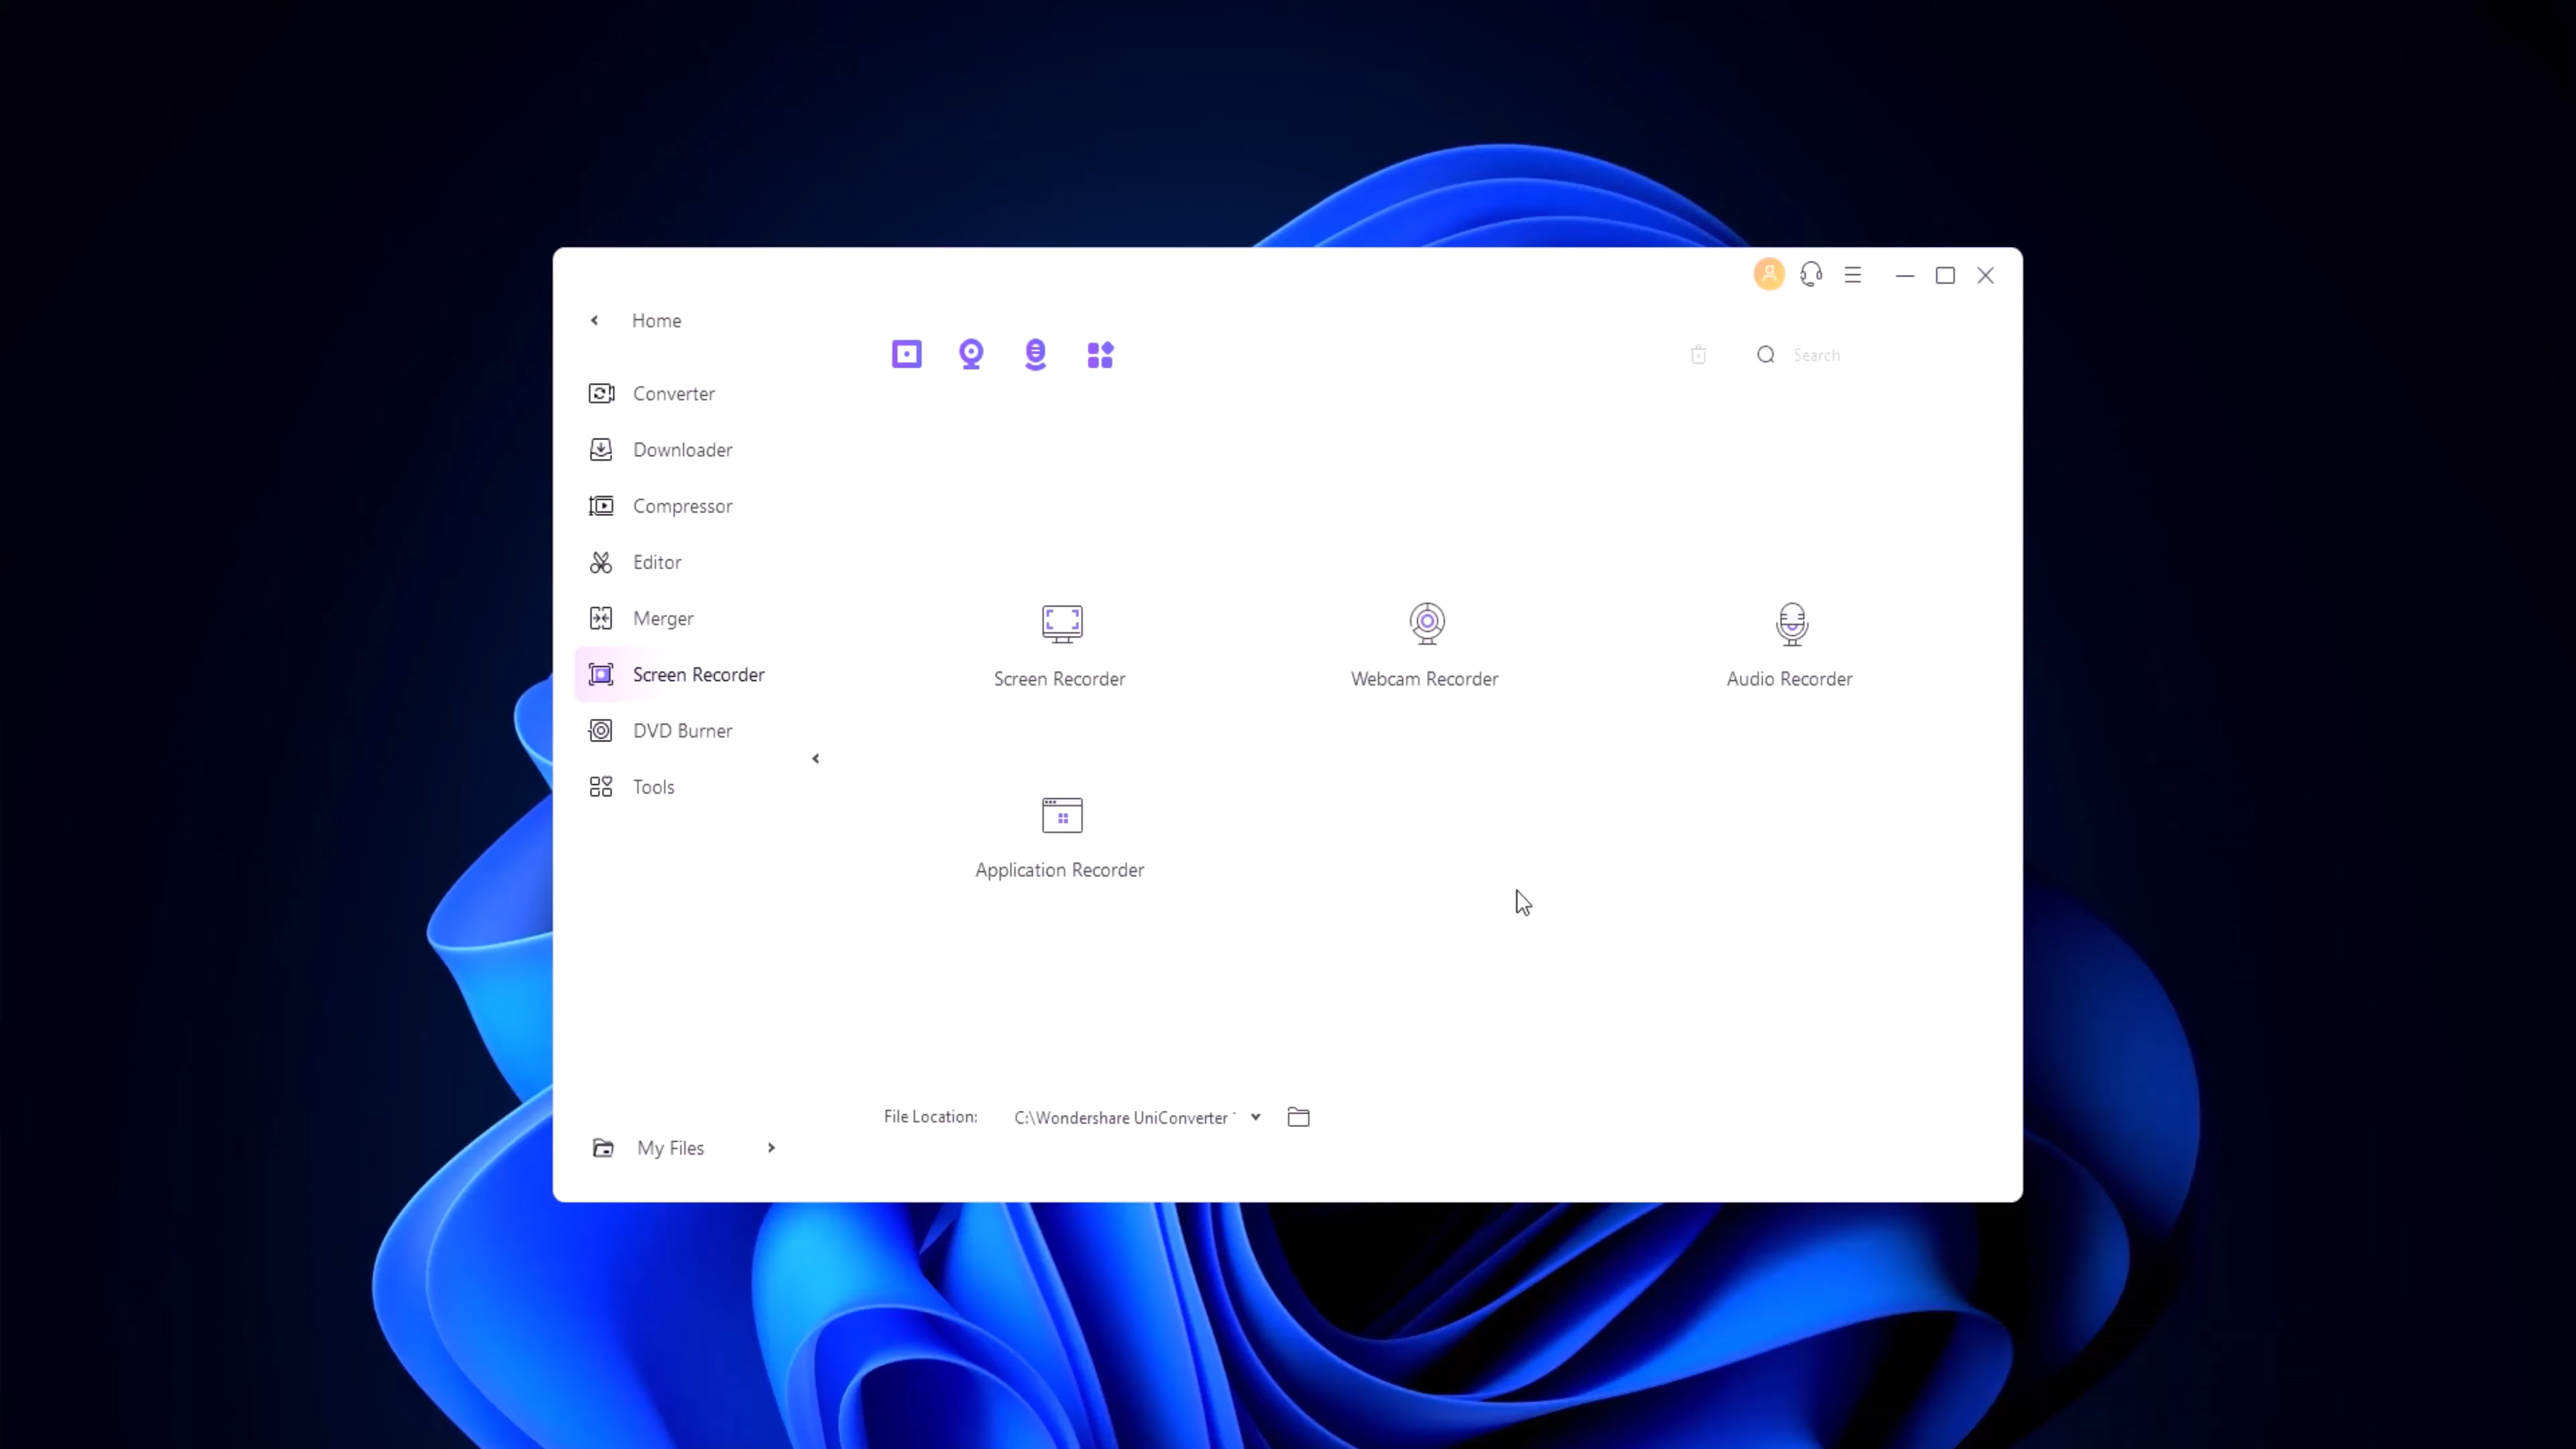 Home
Search
Converter
Downloader
Compressor
Editor
Merger
Screen Recorder
DVD Burner
Tools
Screen Recorder
Webcam Recorder
Audio Recorder
Application Recorder
File Location:
C:\Wondershare UniConverter
My Files